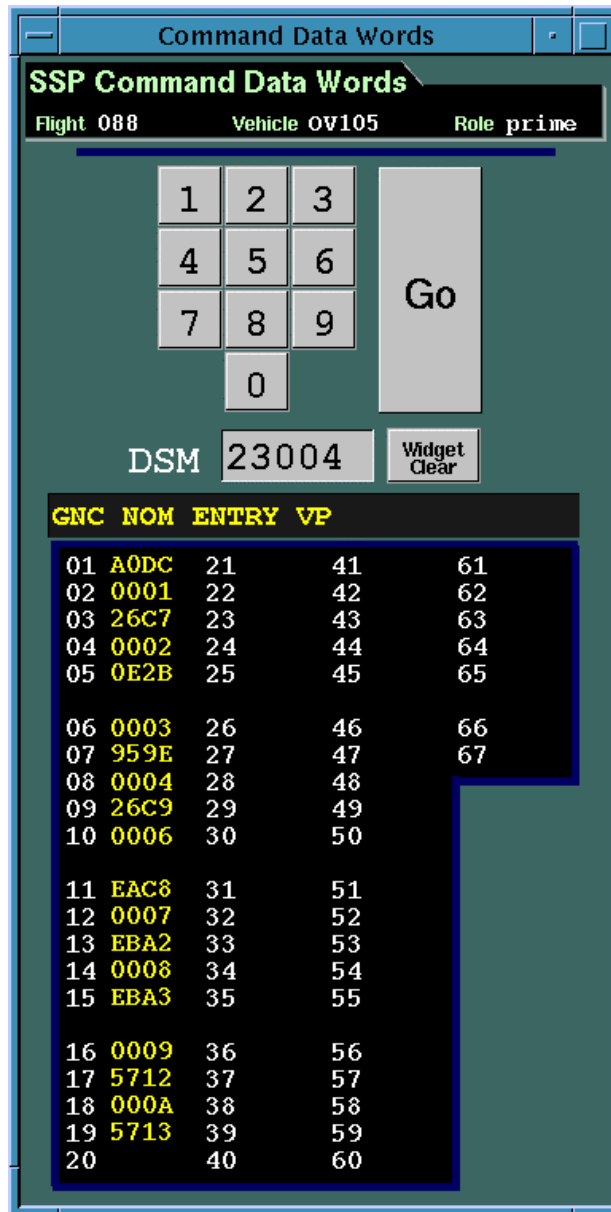 Command Data Words
SSP Command Data Words
Flight 088 Vehicle OV105 Role prime
1 2 3
4 5 6
Go
7 8 9
0
DSM 23004 Widget Clear
GNC NOM ENTRY VP
01 A0DC 21 41 61
02 0001 22 42 62
03 26C7 23 43 63
04 0002 24 44 64
05 0E2B 25 45 65
06 0003 26 46 66
07 959E 27 47 67
08 0004 28 48
09 26C9 29 49
10 0006 30 50
11 EAC8 31 51
12 0007 32 52
13 EBA2 33 53
14 0008 34 54
15 EBA3 35 55
16 0009 36 56
17 5712 37 57
18 000A 38 58
19 5713 39 59
20 40 60